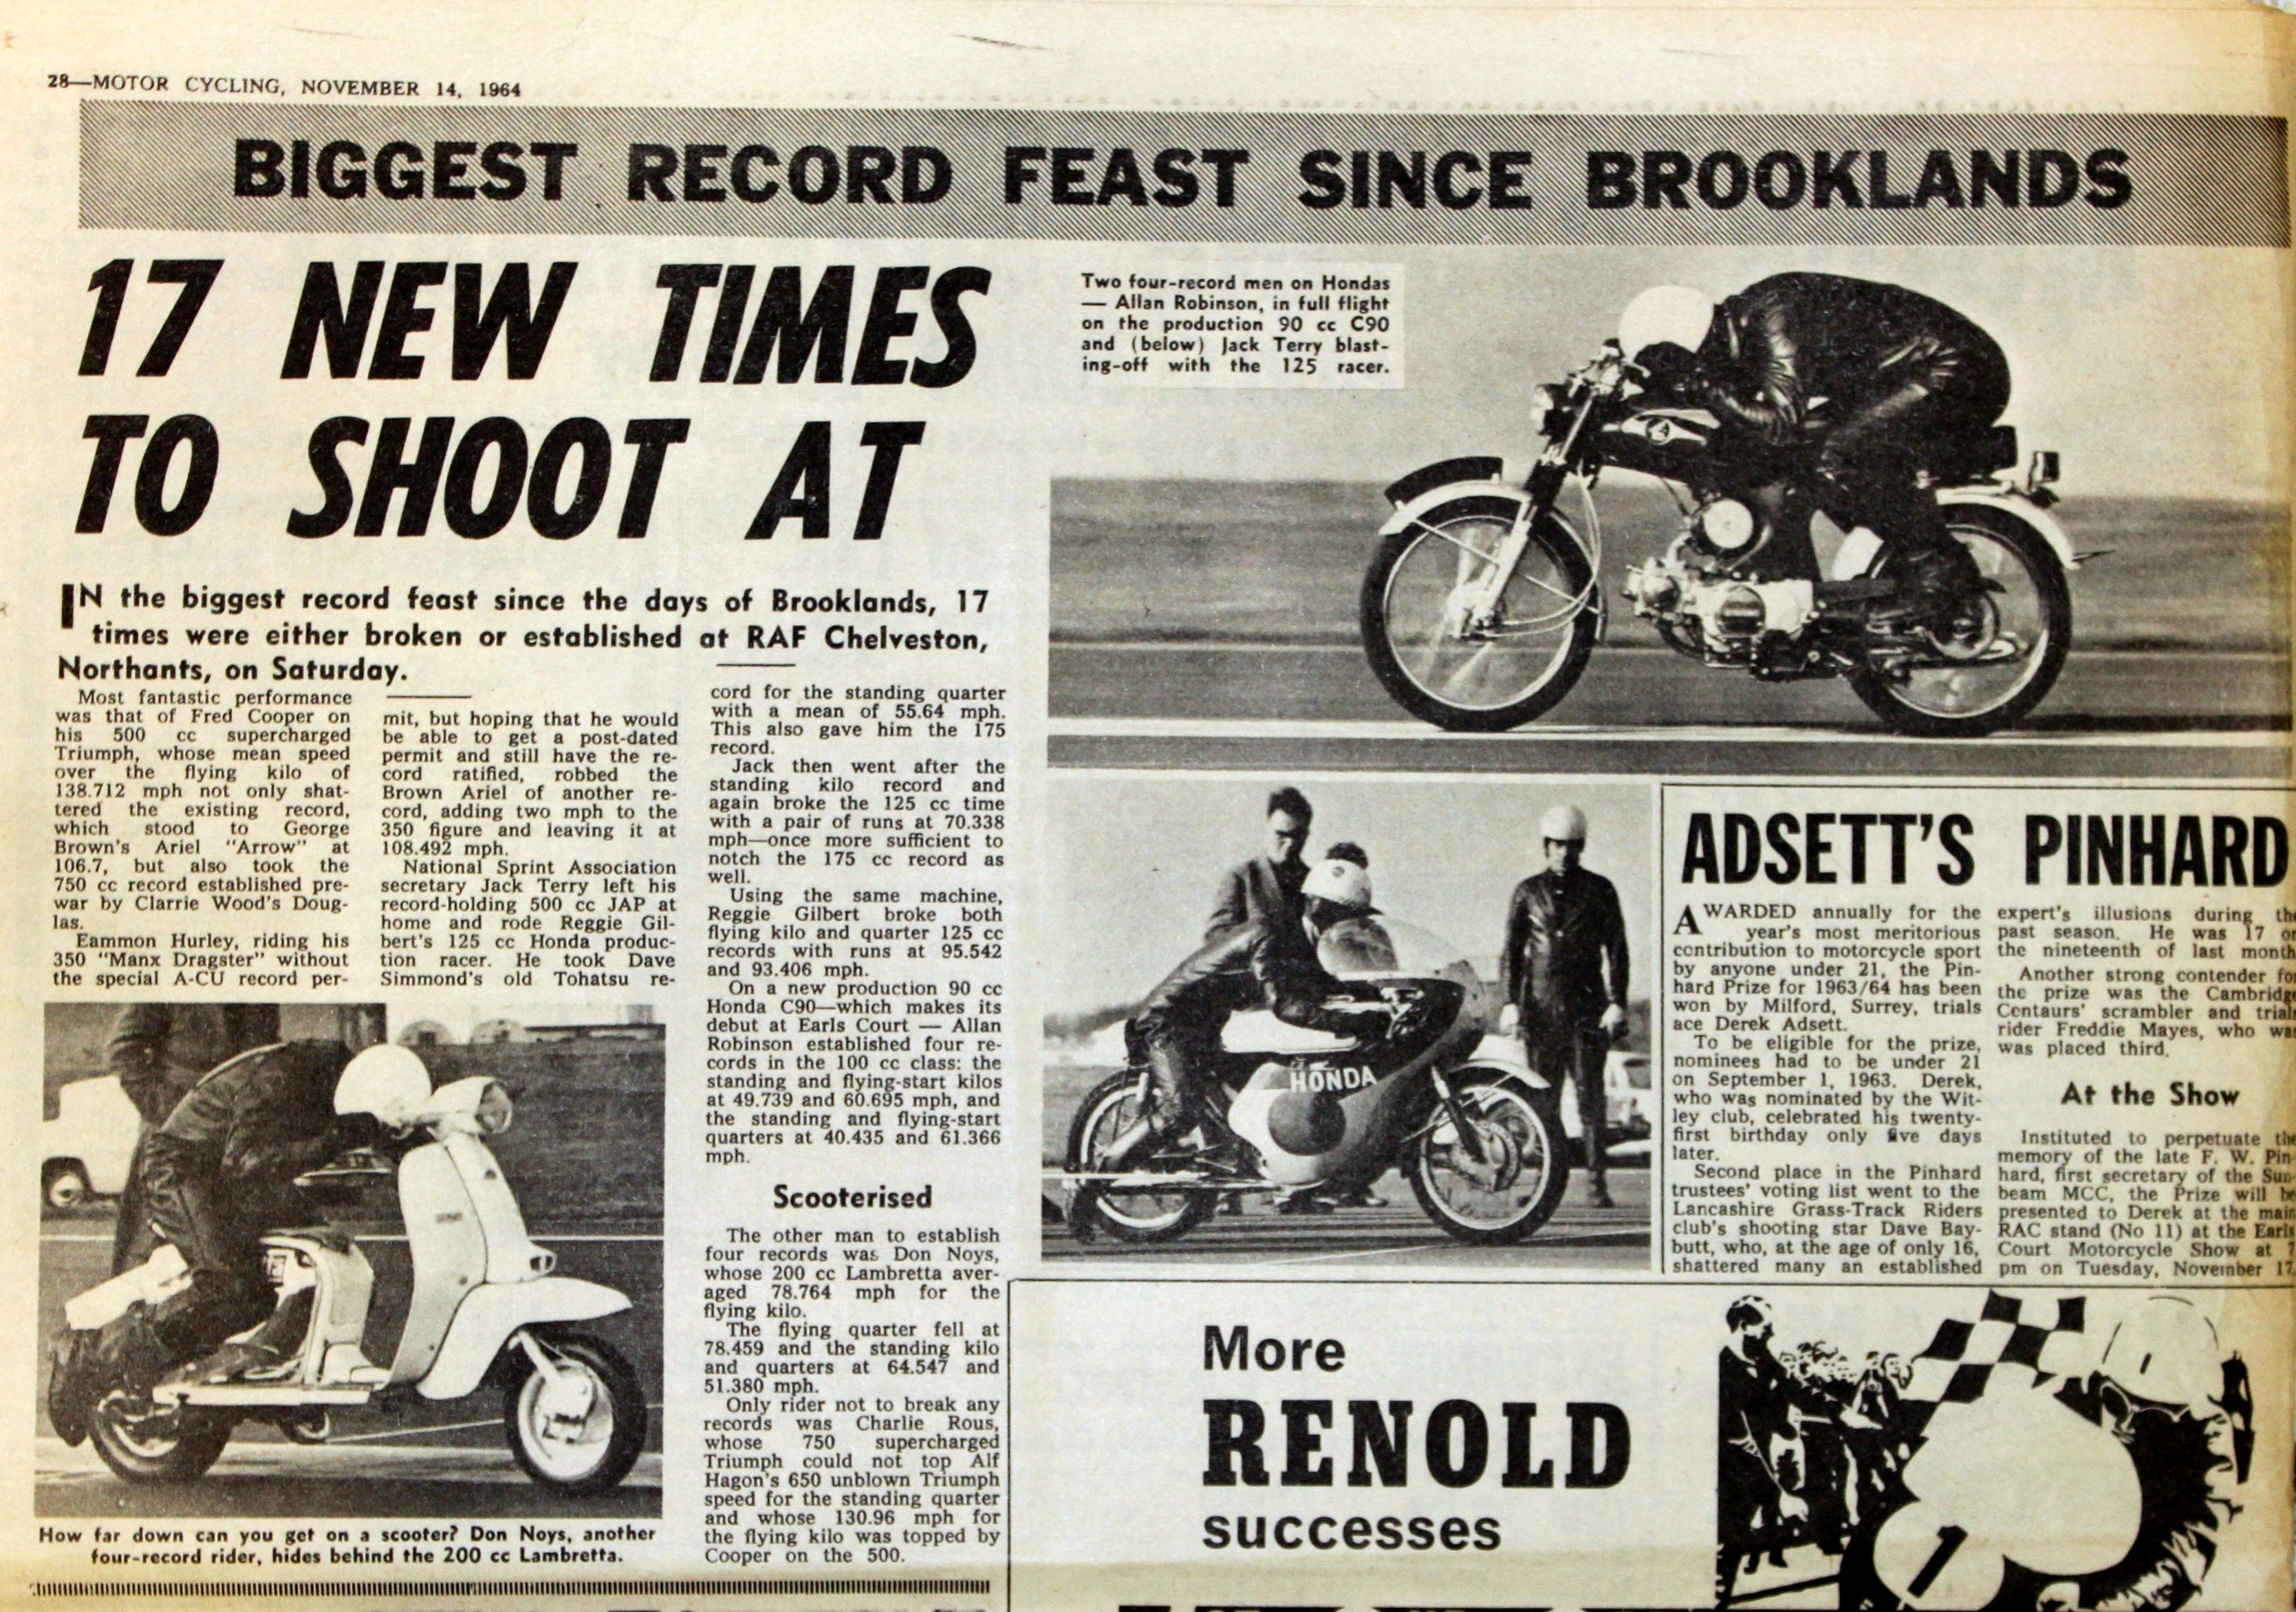 28—MOTOR CYCLING, NOVEMBER 14, 1964
BIGGEST RECORD FEAST SINCE BROOKLANDS
17 NEW TIMES
TO SHOOT AT
IN the biggest record feast since the days of Brooklands, 17
times were either broken or established at RAF Chelveston,
Northants, on Saturday.
Most fantastic performance
was that of Fred Cooper on
his 500 cc supercharged
Triumph, whose mean speed
over the flying kilo of
138.712 mph not only shat-
tered the existing record,
which stood to George
Brown's Ariel "Arrow" at
106.7, but also took the
750 cc record established pre-
war by Clarrie Wood's Doug-
las.
Eammon Hurley, riding his
350 "Manx Dragster" without
the special A-CU record per-
mit, but hoping that he would
be able to get a post-dated
permit and still have the re-
cord ratified, robbed the
Brown Ariel of another re-
cord, adding two mph to the
350 figure and leaving it at
108.492 mph.
National Sprint Association
secretary Jack Terry left his
record-holding 500 cc JAP at
home and rode Reggie Gil-
bert's 125 cc Honda produc-
tion racer. He took Dave
Simmond's old Tohatsu re-
cord for the standing quarter
with a mean of 55.64 mph.
This also gave him the 175
record.
Jack then went after the
standing kilo record and
again broke the 125 cc time
with a pair of runs at 70.338
mph—once more sufficient to
notch the 175 cc record as
well.
Using the same machine,
Reggie Gilbert broke both
flying kilo and quarter 125 cc
records with runs at 95.542
and 93.406 mph.
On a new production 90 cc
Honda C90—which makes its
debut at Earls Court — Allan
Robinson established four re-
cords in the 100 cc class: the
standing and flying-start kilos
at 49.739 and 60.695 mph, and
the standing and flying-start
quarters at 40.435 and 61.366
mph.
Scooterised
The other man to establish
four records was Don Noys,
whose 200 cc Lambretta aver-
aged 78.764 mph for the
flying kilo.
The flying quarter fell at
78.459 and the standing kilo
and quarters at 64.547 and
51.380 mph.
Only rider not to break any
records was Charlie Rous,
whose 750 supercharged
Triumph could not top Alf
Hagon's 650 unblown Triumph
speed for the standing quarter
and whose 130.96 mph for
the flying kilo was topped by
Cooper on the 500.
How far down can you get on a scooter? Don Noys, another
four-record rider, hides behind the 200 cc Lambretta.
Two four-record men on Hondas
— Allan Robinson, in full flight
on the production 90 cc C90
and (below) Jack Terry blast-
ing-off with the 125 racer.
HONDA
ADSETT'S PINHARD
AWARDED annually for the
year's most meritorious
contribution to motorcycle sport
by anyone under 21, the Pin-
hard Prize for 1963/64 has been
won by Milford, Surrey, trials
ace Derek Adsett.
To be eligible for the prize,
nominees had to be under 21
on September 1, 1963. Derek,
who was nominated by the Wit-
ley club, celebrated his twenty-
first birthday only five days
later.
Second place in the Pinhard
trustees' voting list went to the
Lancashire Grass-Track Riders
club's shooting star Dave Bay-
butt, who, at the age of only 16,
shattered many an established
expert's illusions during the
past season. He was 17 on
the nineteenth of last month
Another strong contender for
the prize was the Cambridge
Centaurs' scrambler and trials
rider Freddie Mayes, who was
was placed third.
At the Show
Instituted to perpetuate the
memory of the late F. W. Pin-
hard, first secretary of the Sun-
beam MCC, the Prize will be
presented to Derek at the main
RAC stand (No 11) at the Earls
Court Motorcycle Show at
pm on Tuesday, November 17.
More
RENOLD
successes
1